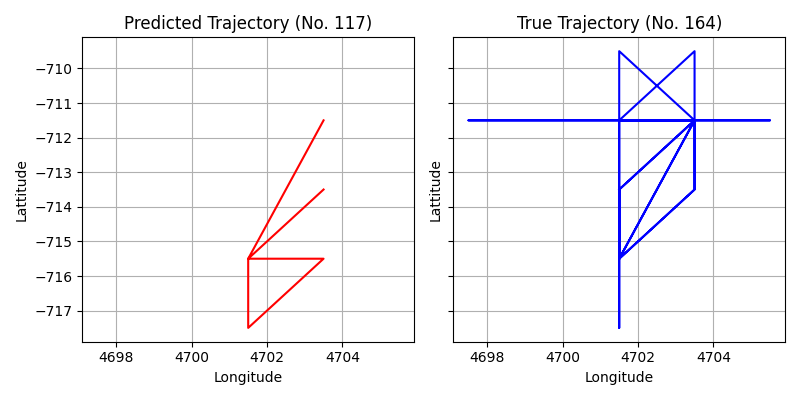 Predicted Trajectory (No. 117)
True Trajectory (No. 164)
Lattitude
−710
−711
−712
−713
−714
−715
−716
−717
4698 4700 4702 4704
Longitude
Lattitude
4698 4700 4702 4704
Longitude